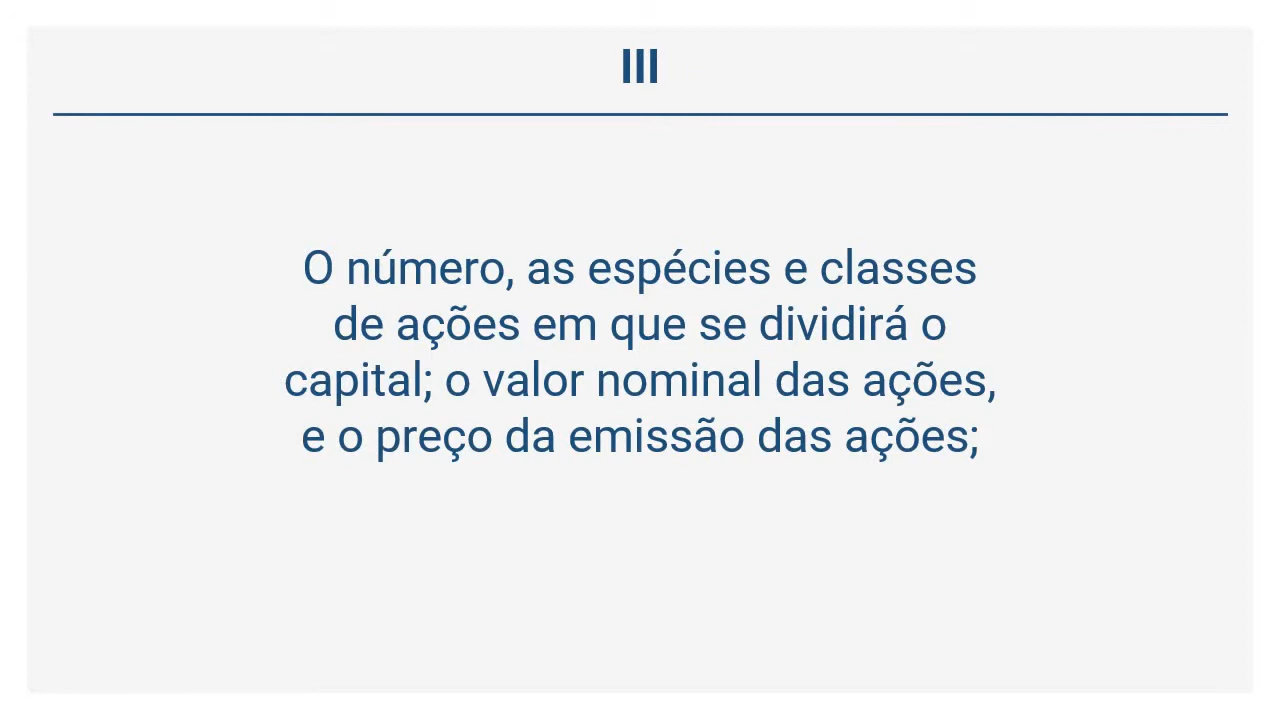 III
O número, as espécies e classes
de ações em que se dividirá o
capital; o valor nominal das ações,
e o preço da emissão das ações;